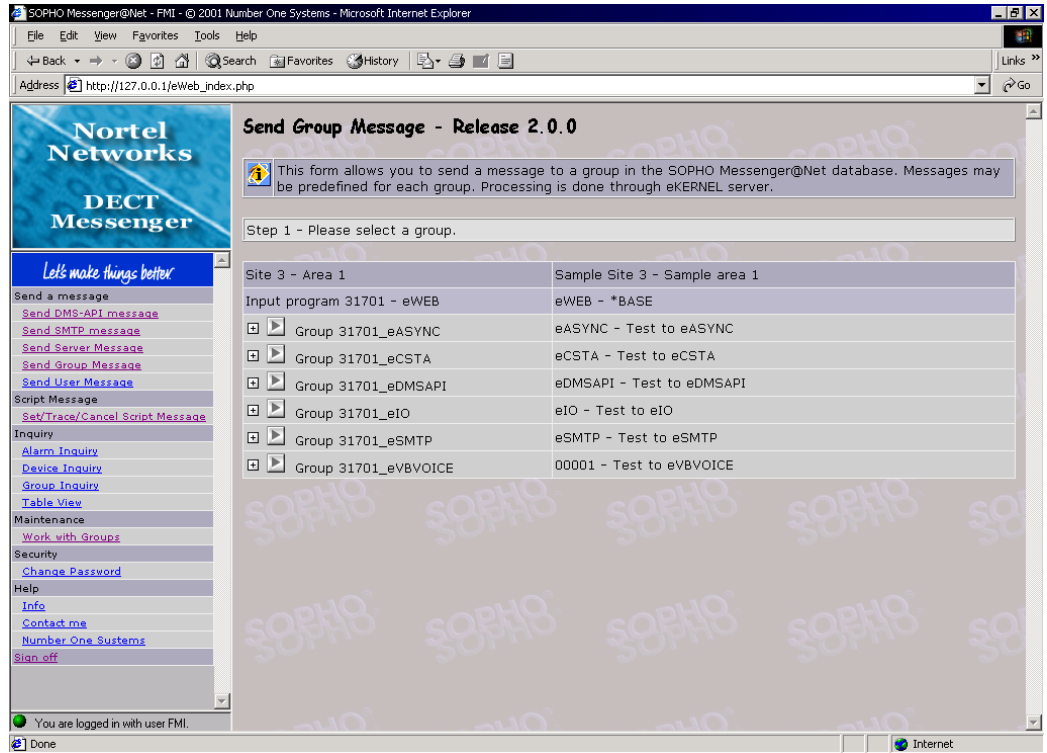 SOPHO Messenger@Net - FMI - © 2001 Number One Systems - Microsoft Internet Explorer
File Edit View Favorites Tools Help
Back Search Favorites History Links »
Address http://127.0.0.1/eWeb_index.php Go
Nortel
Networks
DECT
Messenger
Let's make things better.
Send a message
Send DMS-API message
Send SMTP message
Send Server Message
Send Group Message
Send User Message
Script Message
Set/Trace/Cancel Script Message
Inquiry
Alarm Inquiry
Device Inquiry
Group Inquiry
Table View
Maintenance
Work with Groups
Security
Change Password
Help
Info
Contact me
Number One Sustems
Sign off
You are logged in with user FMI.
Send Group Message - Release 2.0.0
This form allows you to send a message to a group in the SOPHO Messenger@Net database. Messages may
be predefined for each group. Processing is done through eKERNEL server.
Step 1 - Please select a group.
Site 3 - Area 1 Sample Site 3 - Sample area 1
Input program 31701 - eWEB eWEB - *BASE
Group 31701_eASYNC eASYNC - Test to eASYNC
Group 31701_eCSTA eCSTA - Test to eCSTA
Group 31701_eDMSAPI eDMSAPI - Test to eDMSAPI
Group 31701_eIO eIO - Test to eIO
Group 31701_eSMTP eSMTP - Test to eSMTP
Group 31701_eVBVOICE 00001 - Test to eVBVOICE
SOPHO SOPHO SOPHO SOPHO
SOPHO SOPHO SOPHO SOPHO
Done Internet